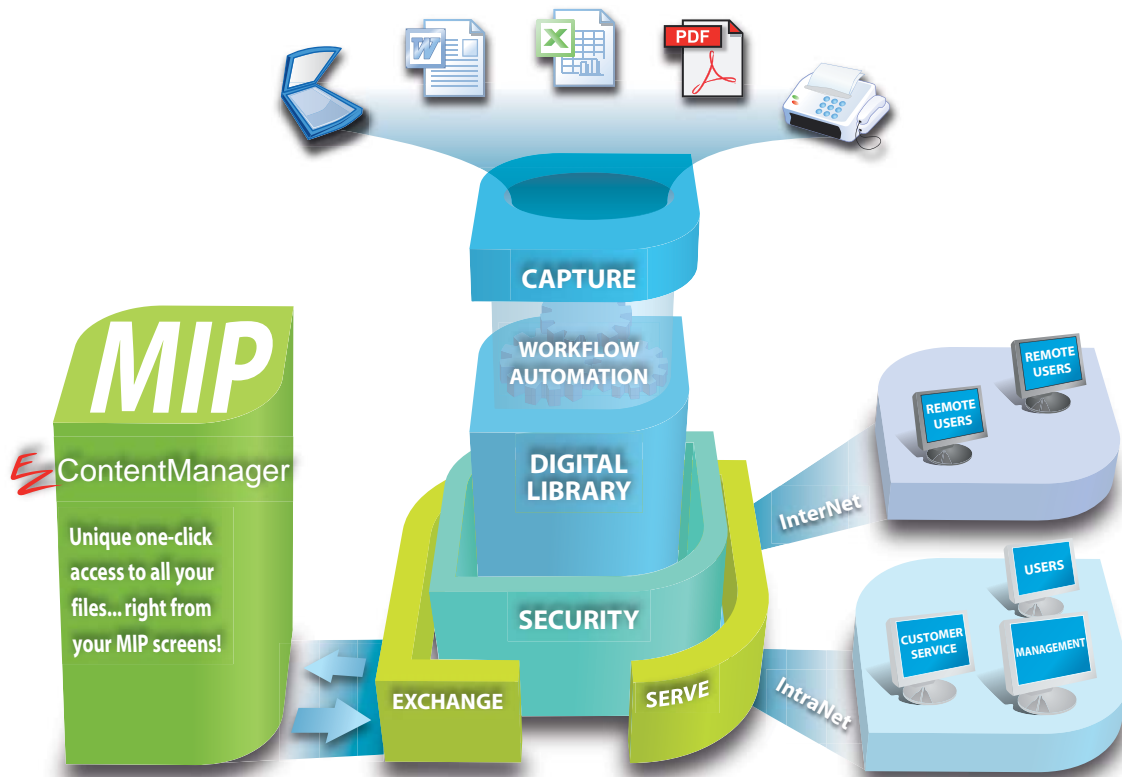 W
X
PDF
CAPTURE
WORKFLOW
AUTOMATION
DIGITAL
LIBRARY
SECURITY
EXCHANGE
SERVE
MIP
EZ ContentManager
Unique one-click
access to all your
files... right from
your MIP screens!
InterNet
REMOTE
USERS
REMOTE
USERS
IntraNet
USERS
CUSTOMER
SERVICE
MANAGEMENT